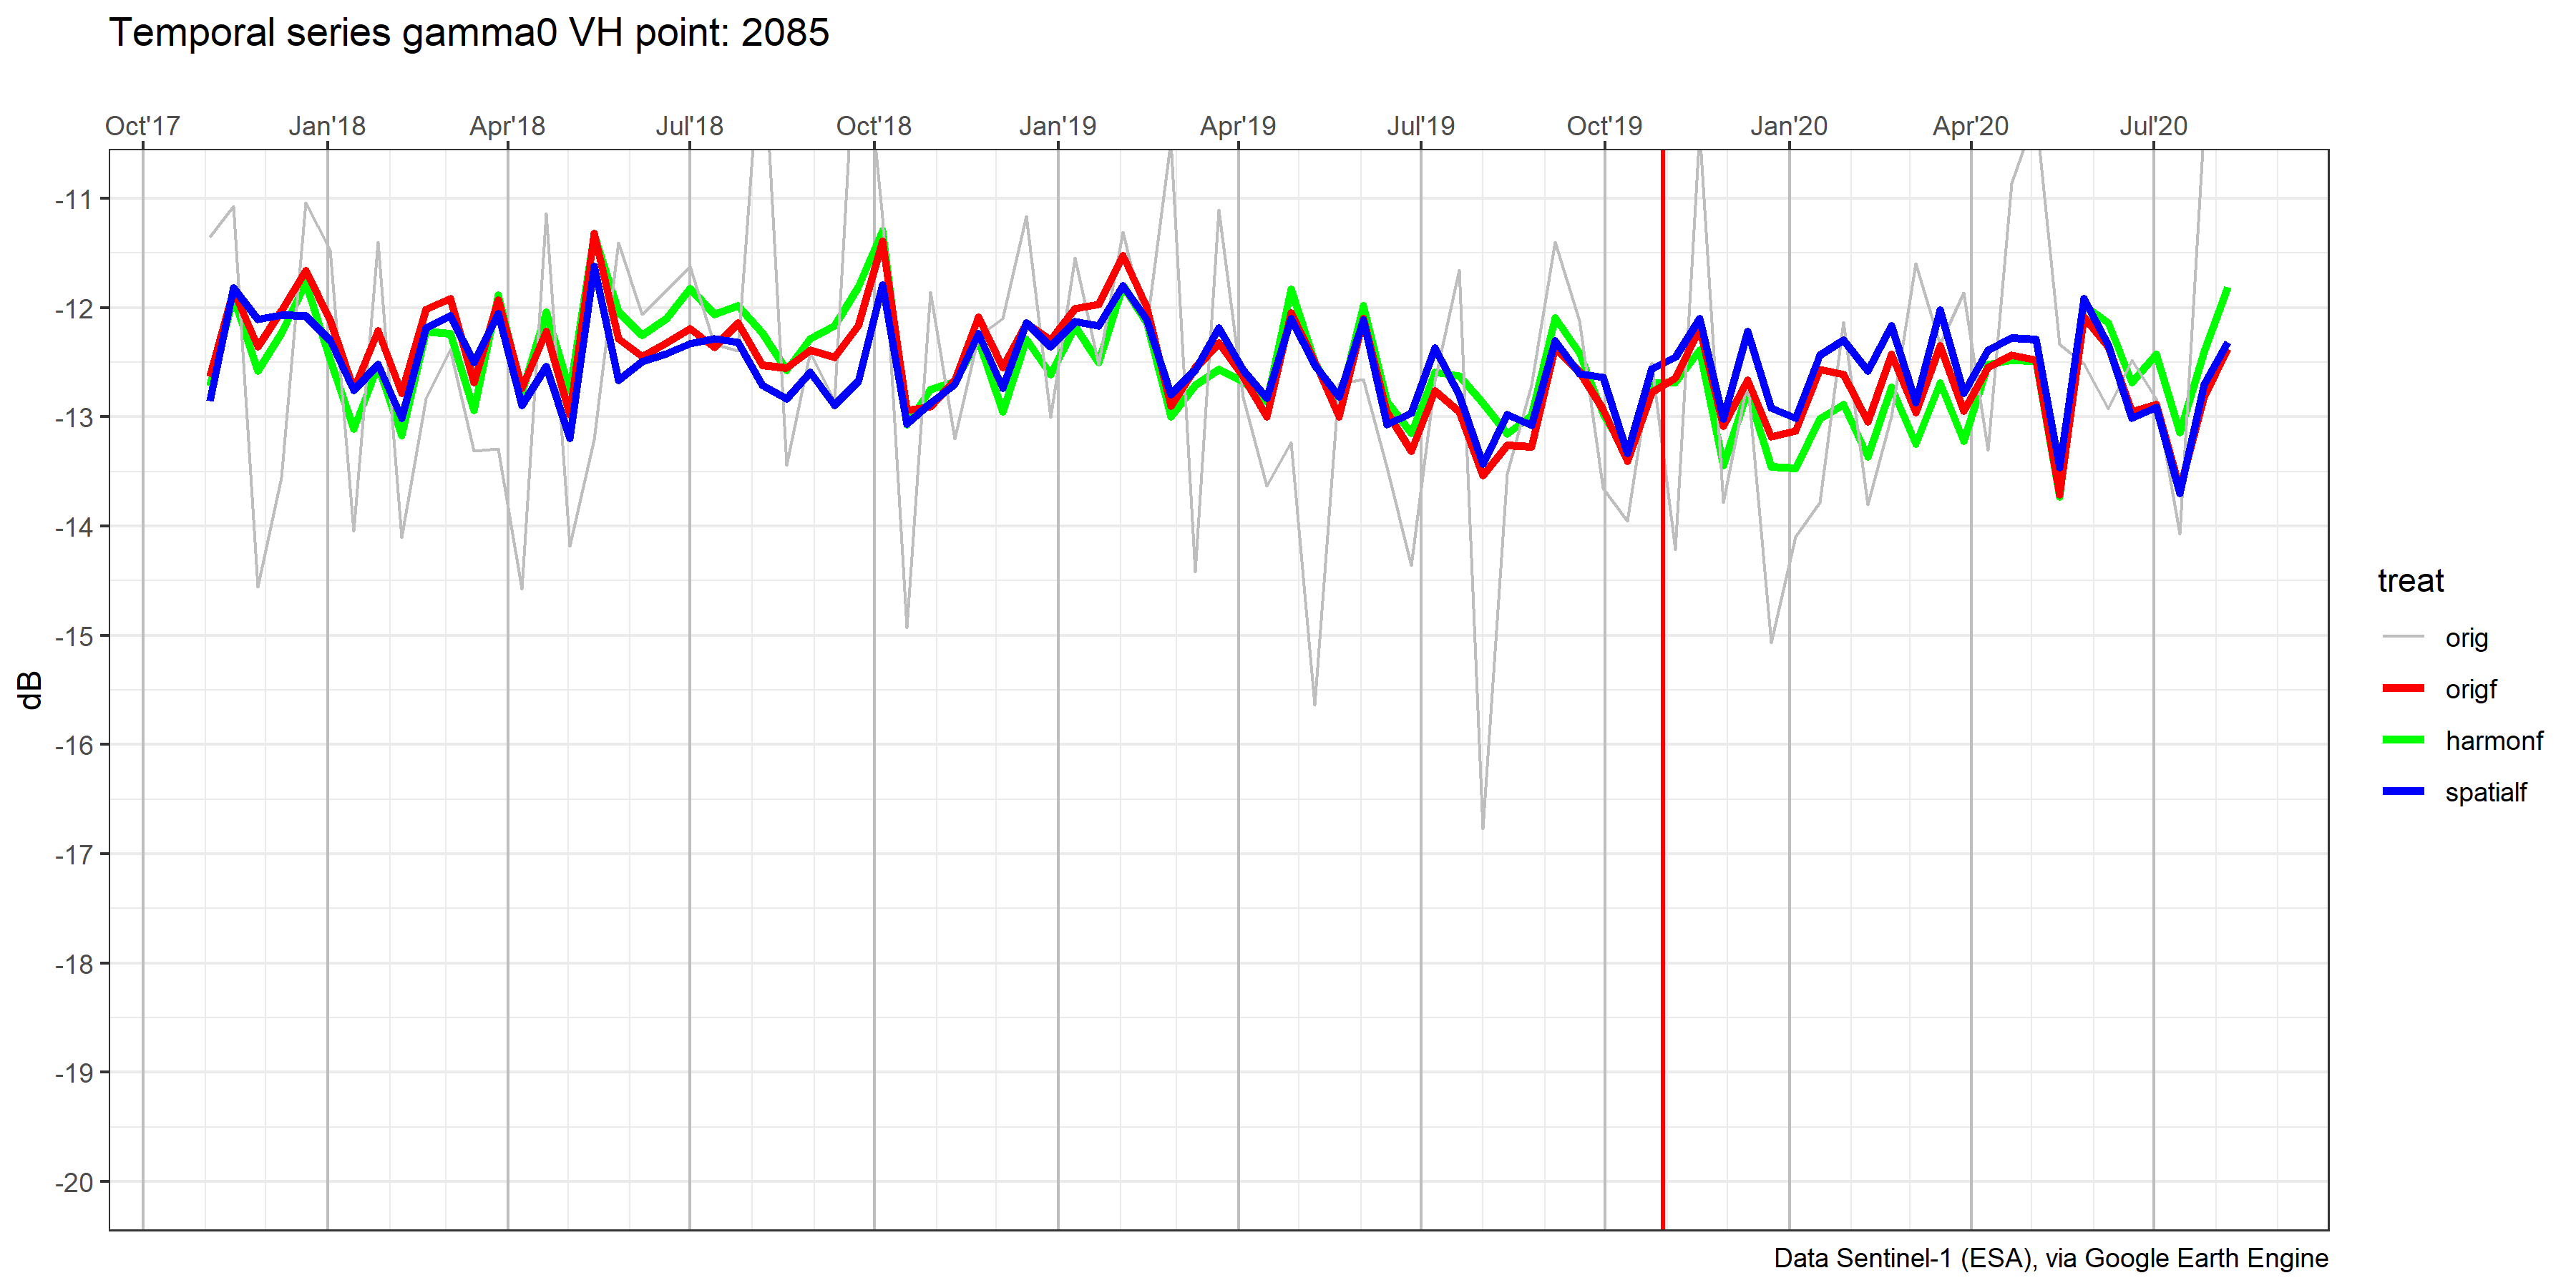 Temporal series gamma0 VH point: 2085
Oct'17 Jan'18 Apr'18 Jul'18 Oct'18 Jan'19 Apr'19 Jul'19 Oct'19 Jan'20 Apr'20 Jul'20
-11
-12
-13
-14
-15
-16
-17
-18
-19
-20
dB
treat
orig
origf
harmonf
spatialf
Data Sentinel-1 (ESA), via Google Earth Engine